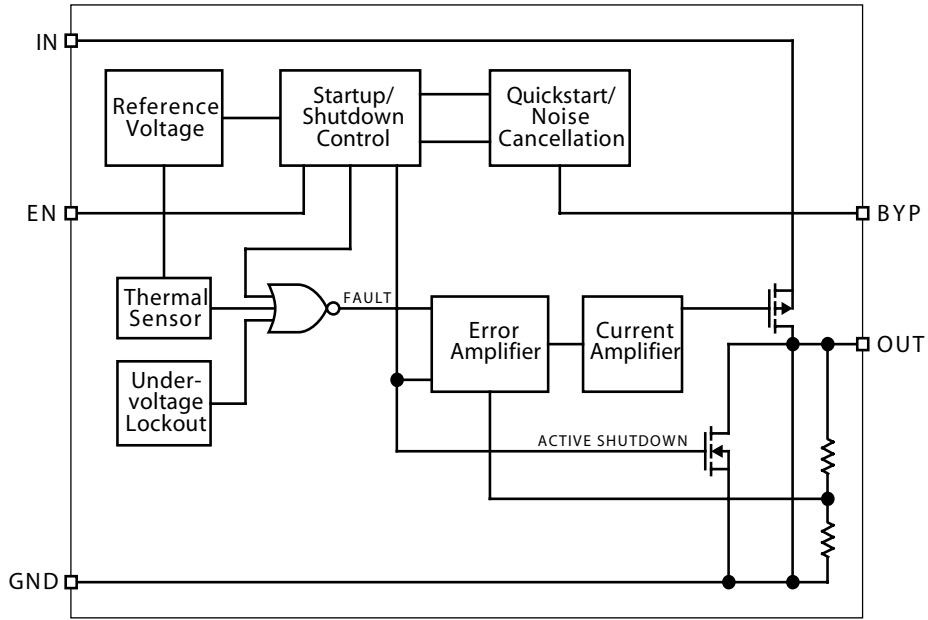 IN
Reference
Voltage
Startup/
Shutdown
Control
Quickstart/
Noise
Cancellation
EN
BYP
Thermal
Sensor
FAULT
Error
Amplifier
Current
Amplifier
OUT
Under-
voltage
Lockout
ACTIVE SHUTDOWN
GND